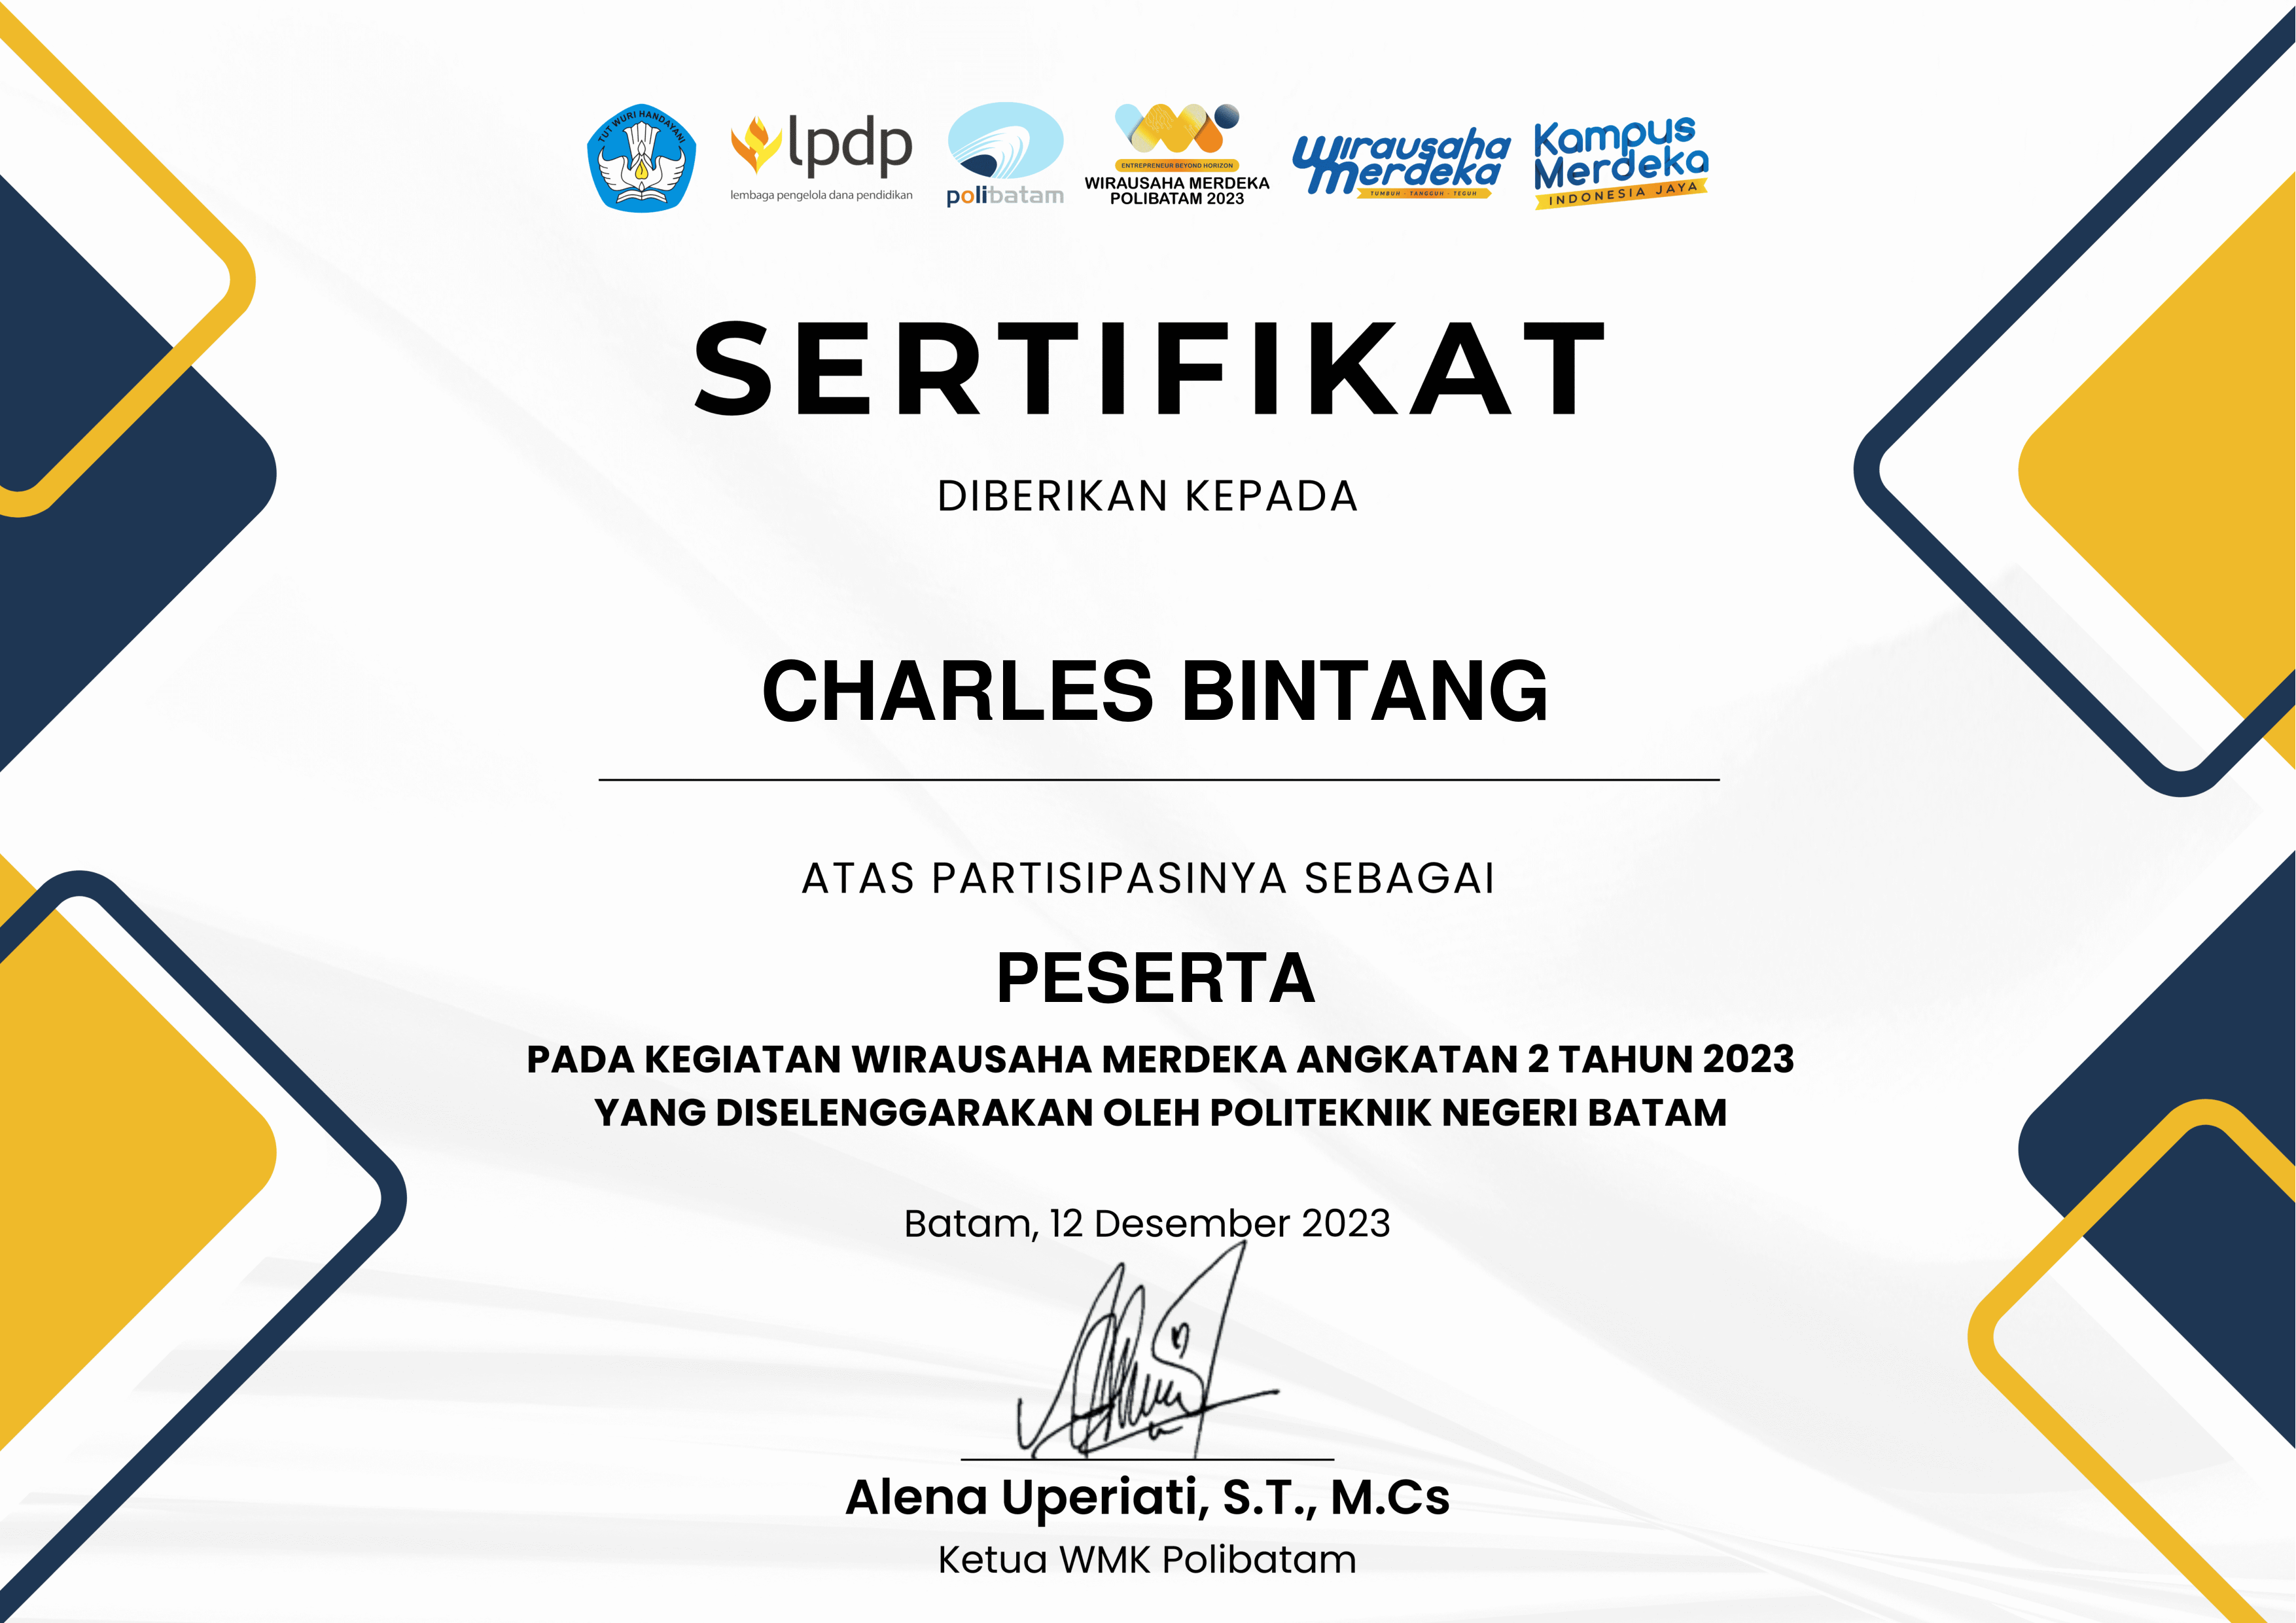 TUT WURI HANDAYANI
lpdp
lembaga pengelola dana pendidikan
polibatam
ENTREPRENEUR BEYOND HORIZON
WIRAUSAHA MERDEKA
POLIBATAM 2023
wirausaha
merdeka
TUMBUH - TANGGUH - TEGUH
Kampus
Merdeka
INDONESIA JAYA
SERTIFIKAT
DIBERIKAN KEPADA
CHARLES BINTANG
ATAS PARTISIPASINYA SEBAGAI
PESERTA
PADA KEGIATAN WIRAUSAHA MERDEKA ANGKATAN 2 TAHUN 2023
YANG DISELENGGARAKAN OLEH POLITEKNIK NEGERI BATAM
Batam, 12 Desember 2023
Alena Uperiati, S.T., M.Cs
Ketua WMK Polibatam